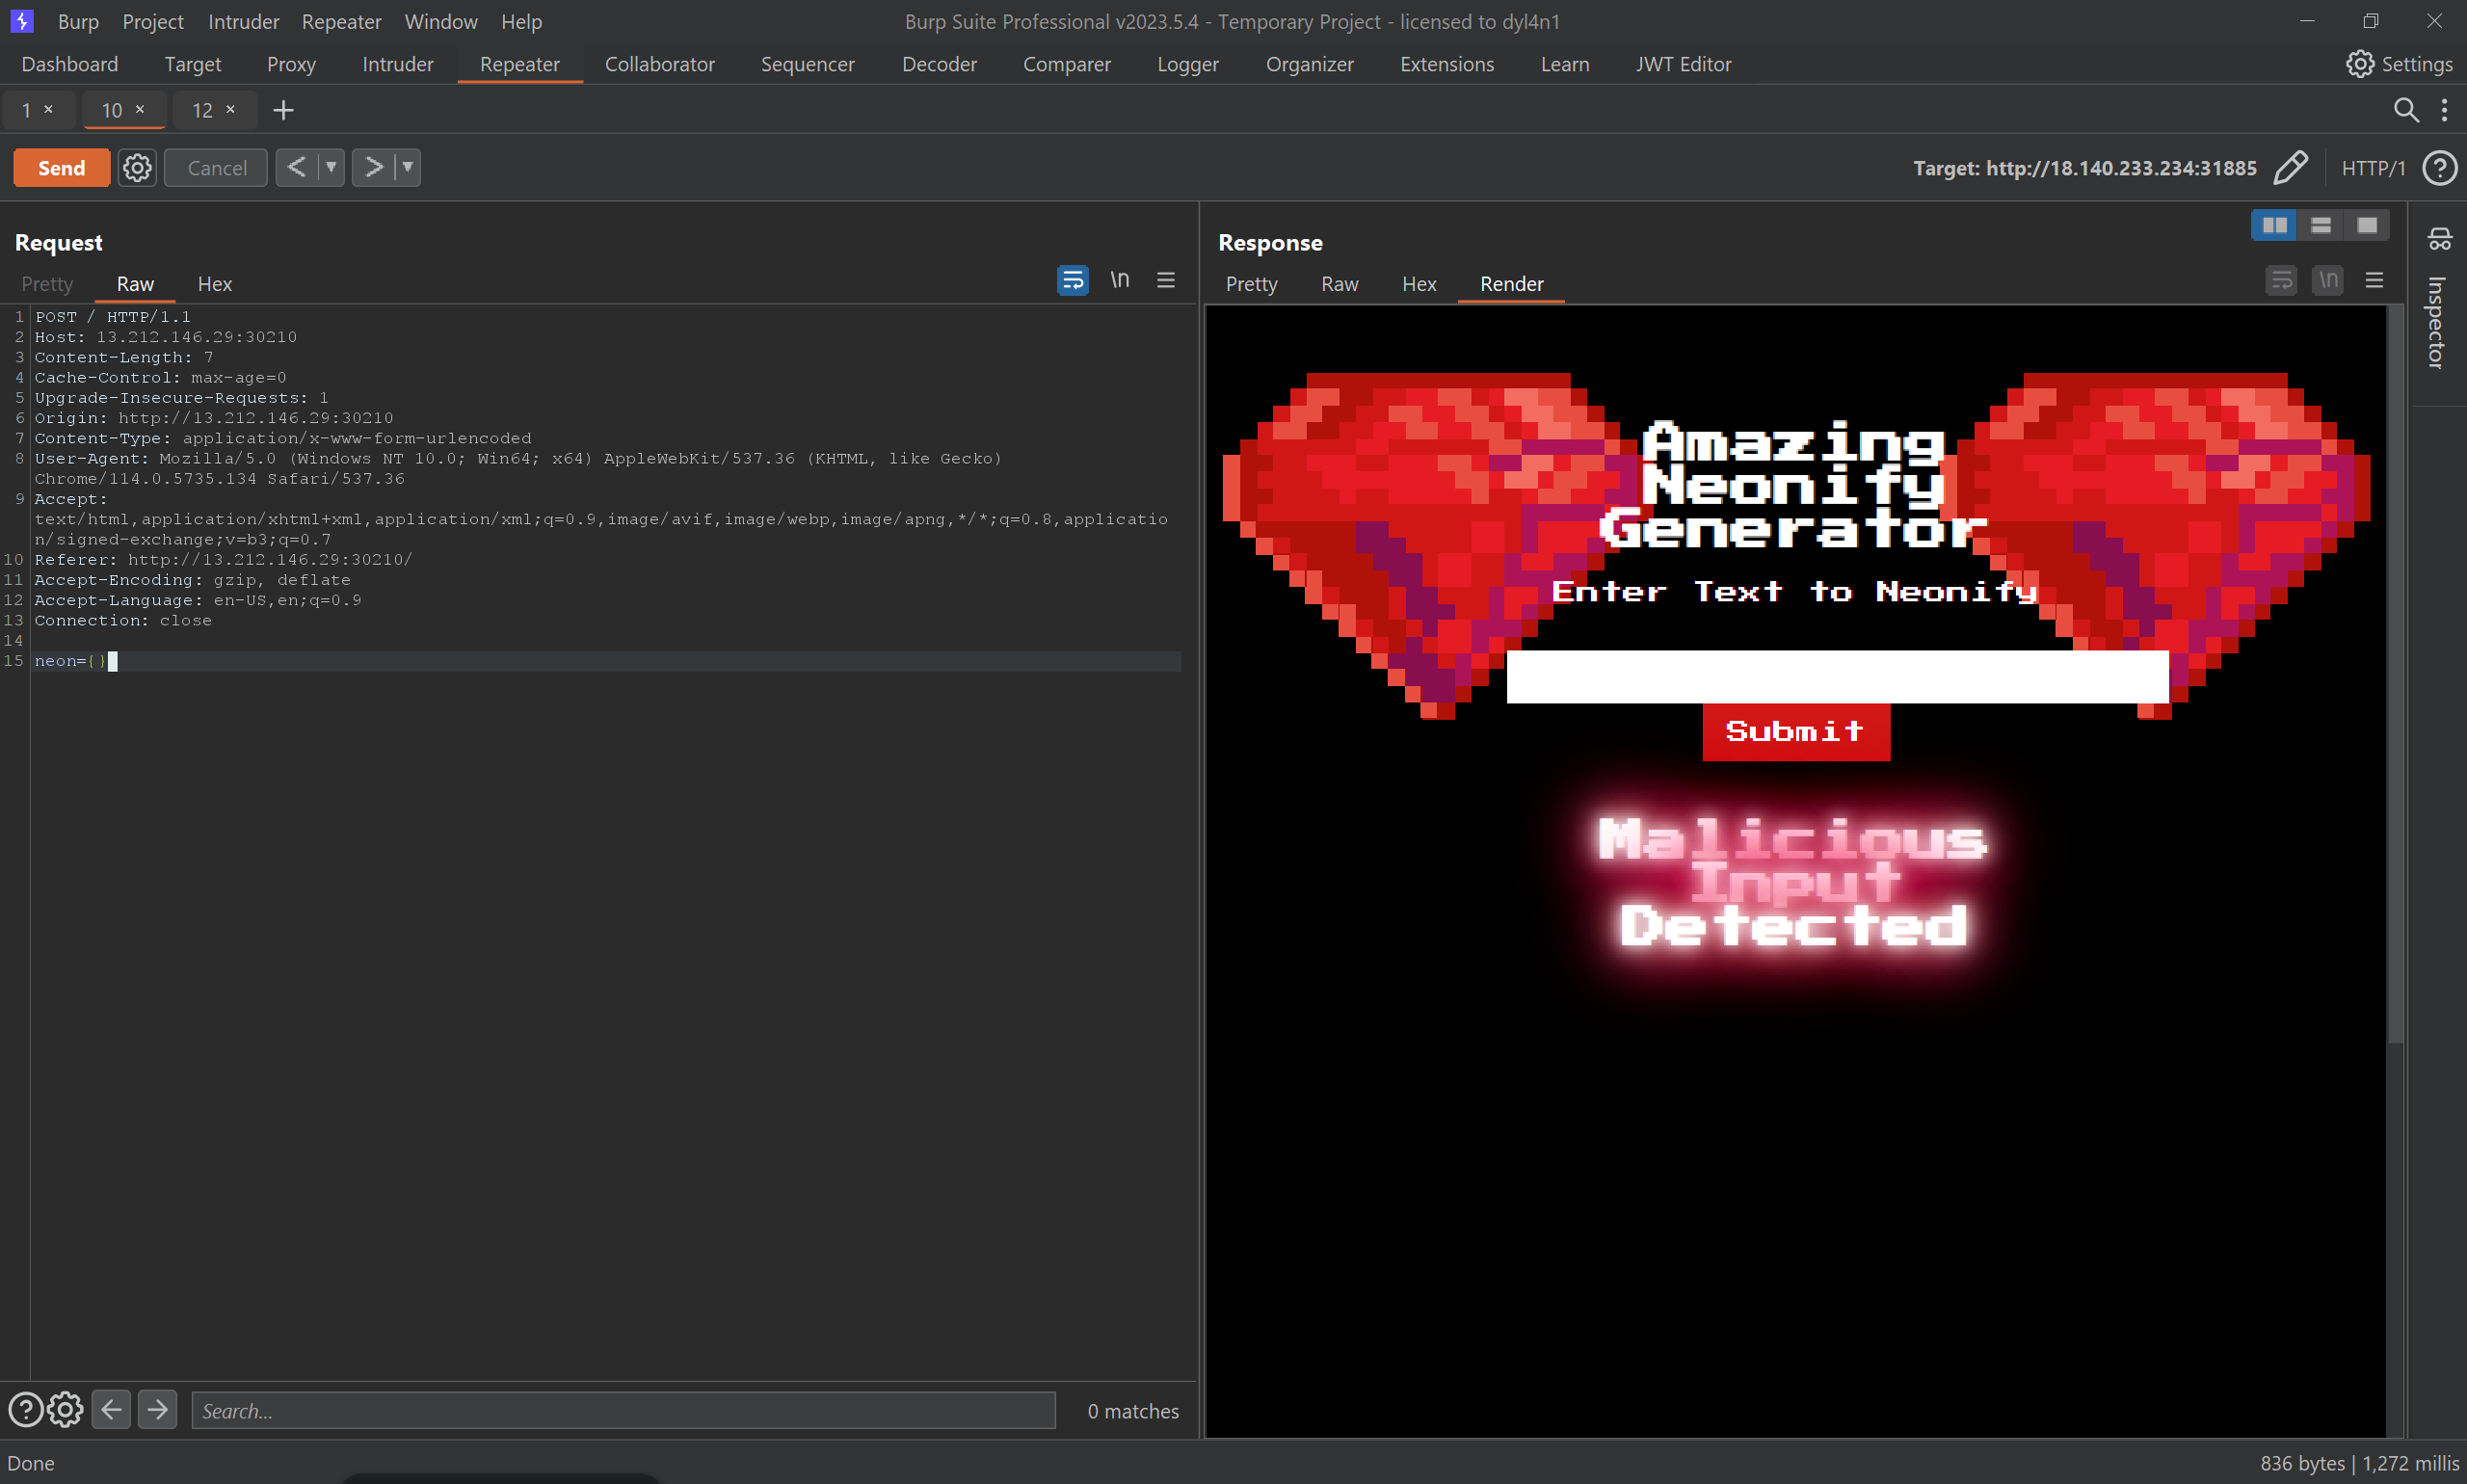 Burp Project Intruder Repeater Window Help
Burp Suite Professional v2023.5.4 - Temporary Project - licensed to dyl4n1
Dashboard Target Proxy Intruder Repeater Collaborator Sequencer Decoder Comparer Logger Organizer Extensions Learn JWT Editor Settings
1 × 10 × 12 × +
Send Cancel < ▼ > ▼ Target: http://18.140.233.234:31885 HTTP/1 ?
Request
Pretty Raw Hex \n
1 POST / HTTP/1.1
2 Host: 13.212.146.29:30210
3 Content-Length: 7
4 Cache-Control: max-age=0
5 Upgrade-Insecure-Requests: 1
6 Origin: http://13.212.146.29:30210
7 Content-Type: application/x-www-form-urlencoded
8 User-Agent: Mozilla/5.0 (Windows NT 10.0; Win64; x64) AppleWebKit/537.36 (KHTML, like Gecko)
Chrome/114.0.5735.134 Safari/537.36
9 Accept:
text/html,application/xhtml+xml,application/xml;q=0.9,image/avif,image/webp,image/apng,*/*;q=0.8,applicatio
n/signed-exchange;v=b3;q=0.7
10 Referer: http://13.212.146.29:30210/
11 Accept-Encoding: gzip, deflate
12 Accept-Language: en-US,en;q=0.9
13 Connection: close
14
15 neon={}
Search...
0 matches
Response
Pretty Raw Hex Render \n
Inspector
Amazing
Neonify
Generator
Enter Text to Neonify
Submit
Malicious
Input
Detected
Done
836 bytes | 1,272 millis